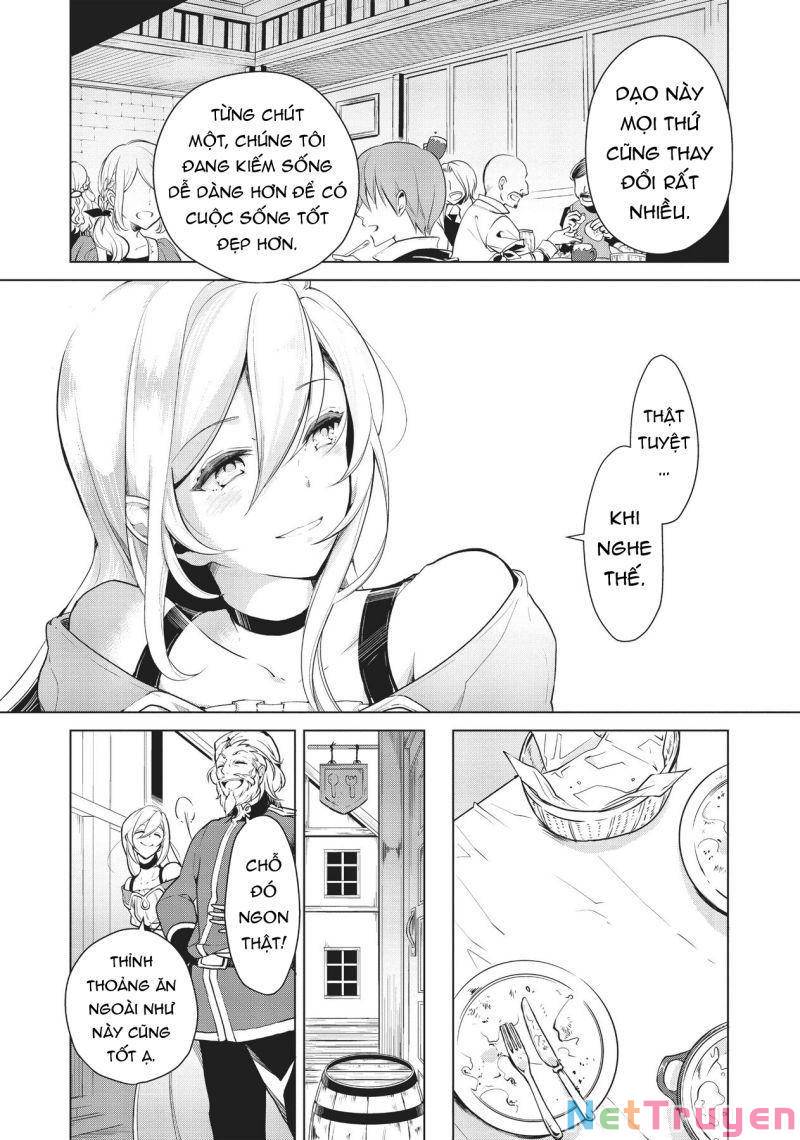 DẠO NÀY
MỌI THỨ
CŨNG THAY
ĐỔI RẤT
NHIỀU.
TỪNG CHÚT
MỘT, CHÚNG TÔI
ĐANG KIẾM SỐNG
DỄ DÀNG HƠN ĐỂ CÓ
CUỘC SỐNG TỐT
ĐẸP HƠN.
THẬT
TUYỆT
...
KHI
NGHE
THẾ.
CHỖ
ĐÓ
NGON
THẬT!
THỈNH
THOẢNG ĂN
NGOÀI NHƯ
NÀY CŨNG
TỐT Ạ.
NetTruyen